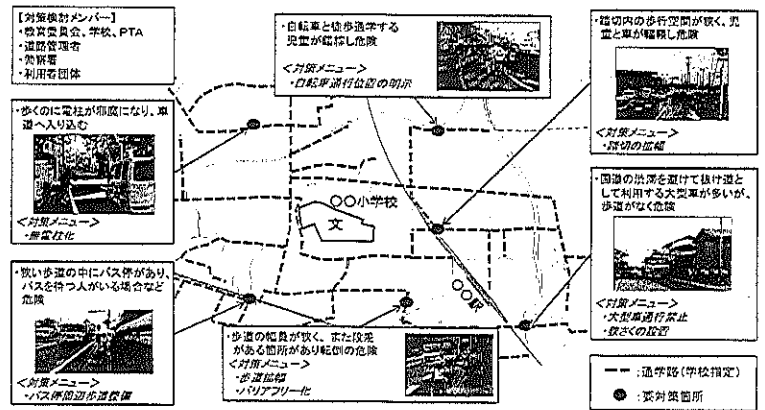 【対策検討メンバー】
・教育委員会、学校、PTA
・道路管理者
・警察署
・利用者団体
・自転車と徒歩通学する
児童が錯綜し危険
<対策メニュー>
・自転車通行位置の明示
・踏切内の歩行空間が狭く、児
童と車が輻輳し危険
<対策メニュー>
・踏切の拡幅
・歩くのに電柱が邪魔になり、車
道へ入り込む
<対策メニュー>
・無電柱化
〇〇小学校
文
・国道の渋滞を避けて抜け道と
して利用する大型車が多いが、
歩道がなく危険
<対策メニュー>
・大型車通行禁止
・狭さくの設置
・狭い歩道の中にバス停があり、
バスを待つ人がいる場合など
危険
<対策メニュー>
・バス停周辺歩道整備
〇〇駅
・歩道の幅員が狭く、また段差
がある箇所があり転倒の危険
<対策メニュー>
・歩道拡幅
・バリアフリー化
:通学路(学校指定)
:要対策箇所